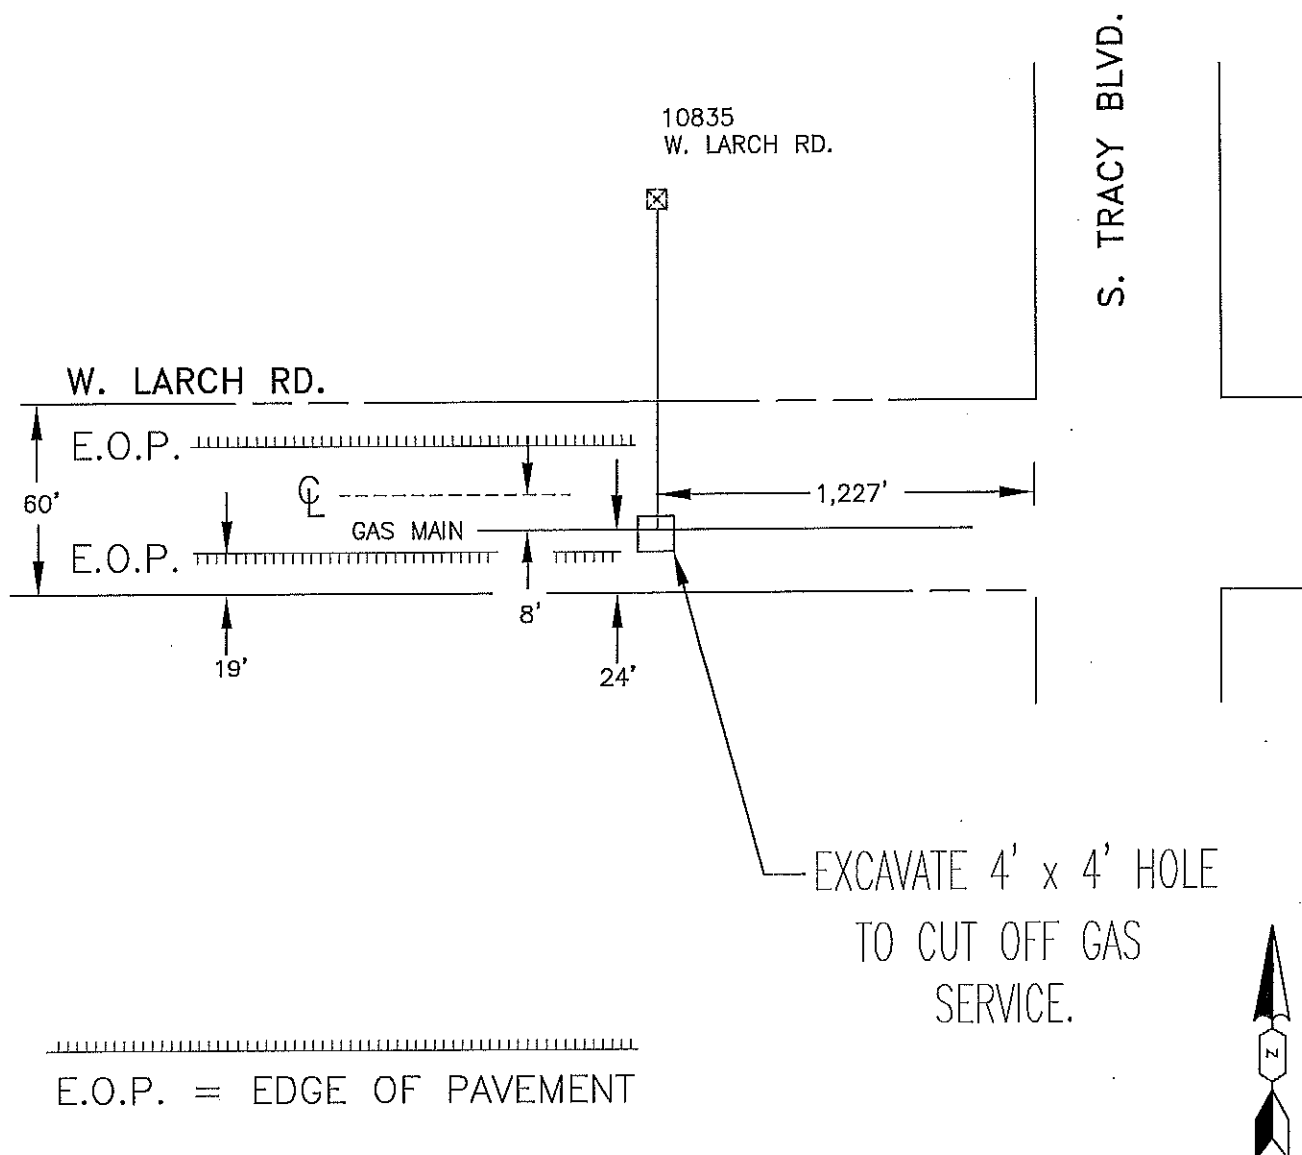 S. TRACY BLVD.
10835
W. LARCH RD.
W. LARCH RD.
E.O.P.
60'
C L
1,227'
GAS MAIN
E.O.P.
8'
19'
24'
EXCAVATE 4' x 4' HOLE
TO CUT OFF GAS
SERVICE.
N
E.O.P. = EDGE OF PAVEMENT